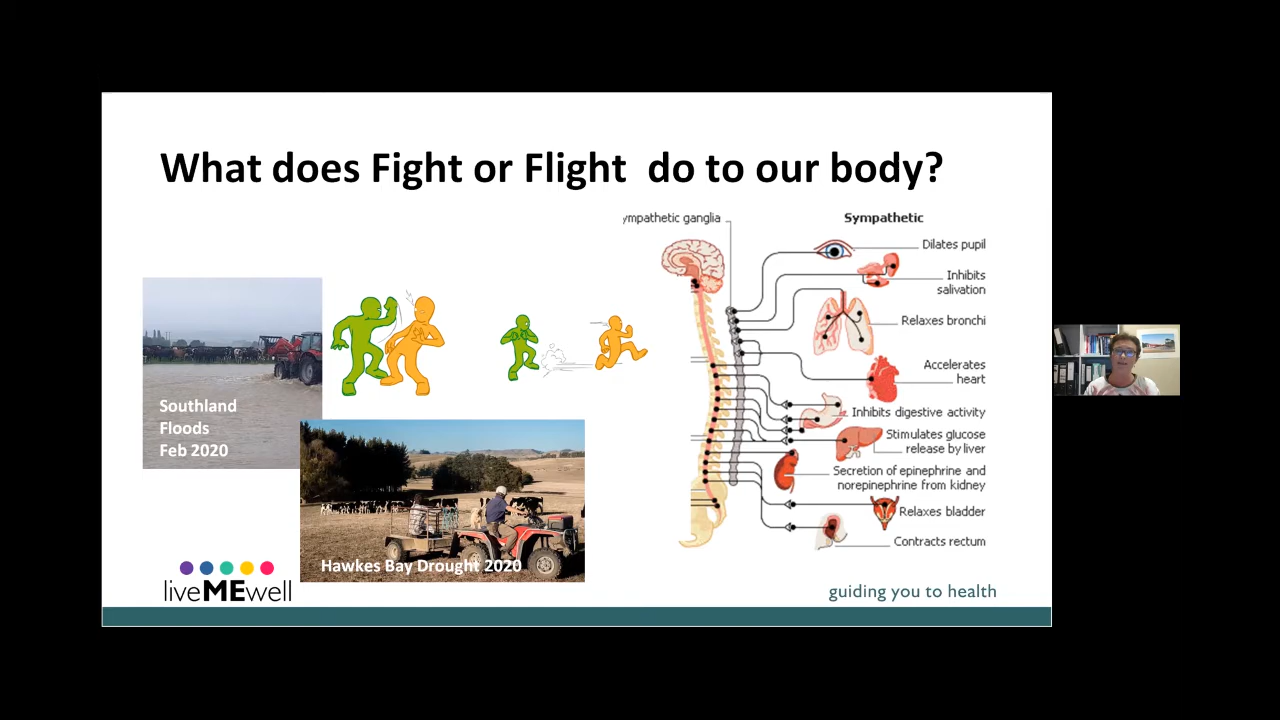 What does Fight or Flight do to our body?
ympathetic ganglia
Sympathetic
Dilates pupil
Inhibits
salivation
Relaxes bronchi
Accelerates
heart
Inhibits digestive activity
Stimulates glucose
release by liver
Secretion of epinephrine and
norepinephrine from kidney
Relaxes bladder
Contracts rectum
Southland
Floods
Feb 2020
Hawkes Bay Drought 2020
liveMEwell
guiding you to health